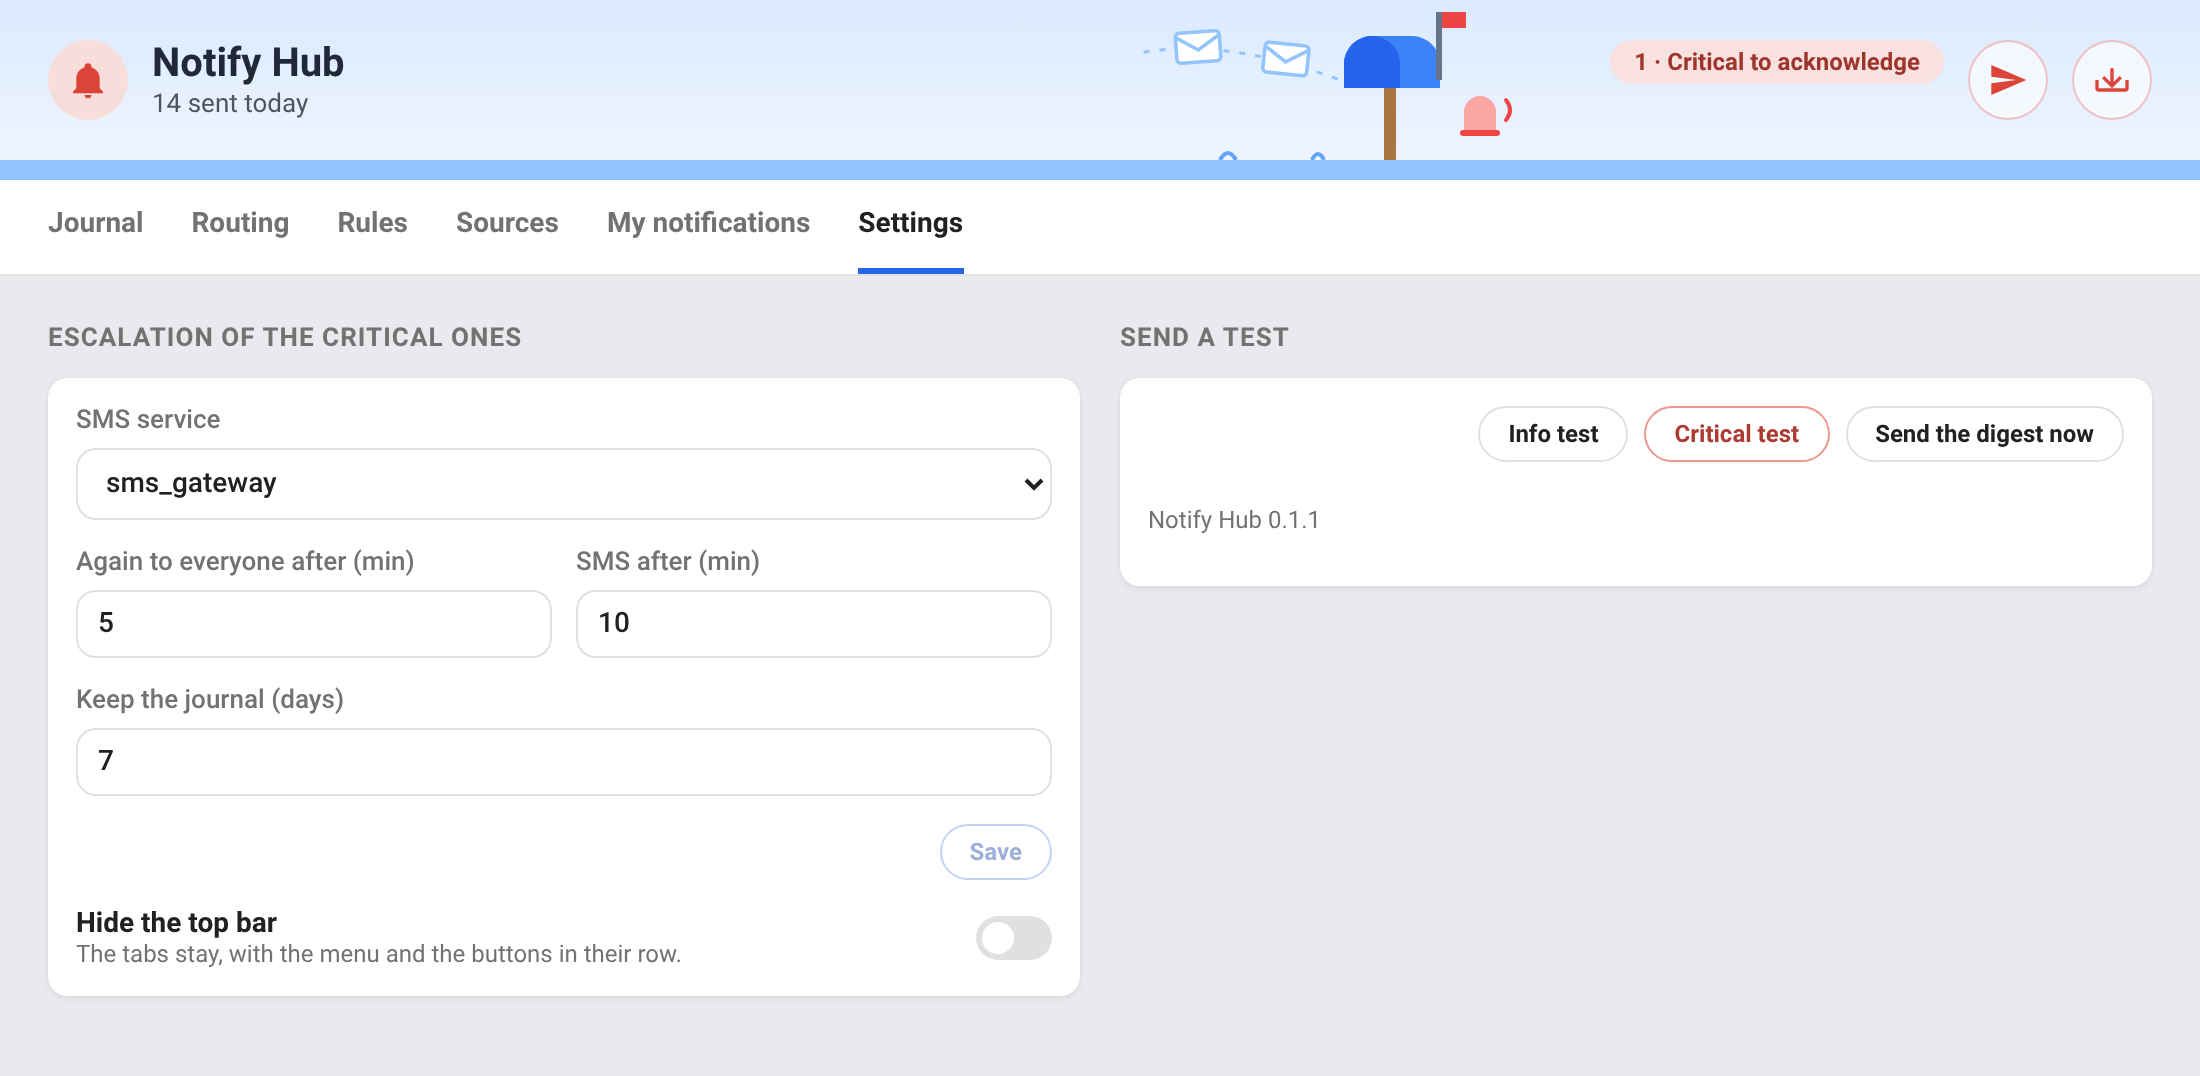 Notify Hub
14 sent today
1 · Critical to acknowledge
Journal
Routing
Rules
Sources
My notifications
Settings
ESCALATION OF THE CRITICAL ONES
SMS service
sms_gateway
Again to everyone after (min)
SMS after (min)
5
10
Keep the journal (days)
7
Save
Hide the top bar
The tabs stay, with the menu and the buttons in their row.
SEND A TEST
Info test
Critical test
Send the digest now
Notify Hub 0.1.1